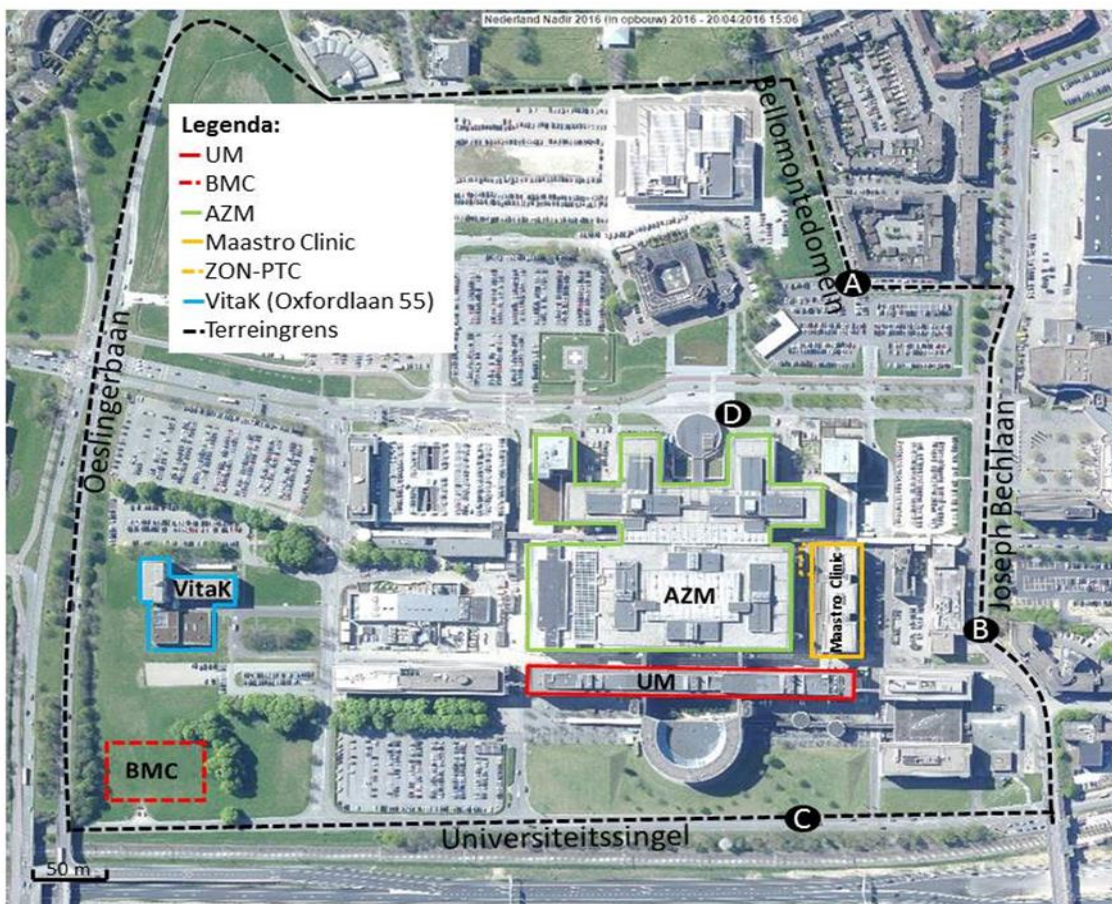 Nederland Nadir 2016 (in opbouw) 2016 - 20/04/2016 15:06
Bellomontedomein
Legenda:
UM
BMC
AZM
Maastro Clinic
ZON-PTC
VitaK (Oxfordlaan 55)
Terreingrens
A
Oeslingerbaan
Joseph Bechlaan
D
VitaK
AZM
Maastro Clinic
B
UM
BMC
C
Universiteitssingel
50 m